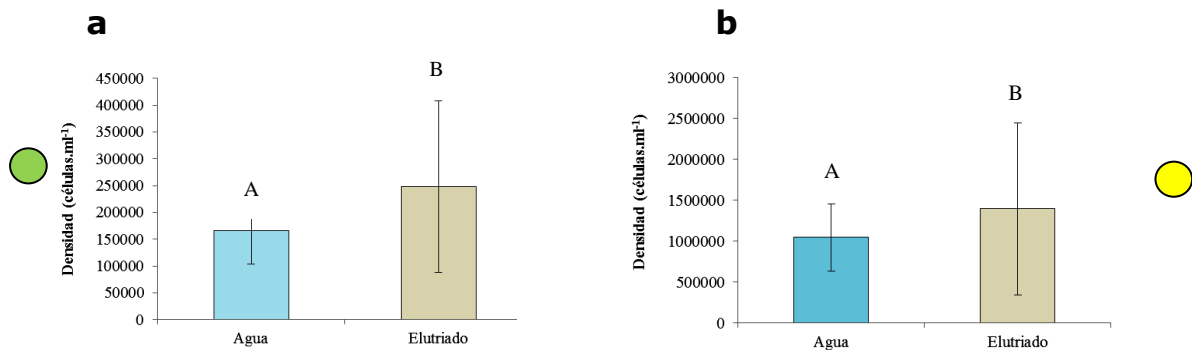 a
Densidad (células.ml⁻¹)
450000
400000
350000
300000
250000
200000
150000
100000
50000
0
A
B
Agua
Elutriado
b
Densidad (células.ml⁻¹)
3000000
2500000
2000000
1500000
1000000
500000
0
A
B
Agua
Elutriado